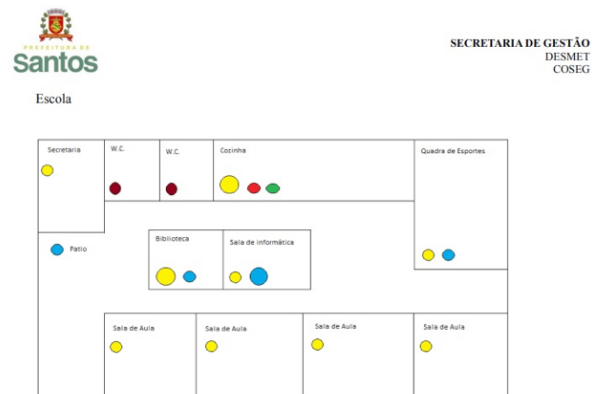 PREFEITURA DE
Santos
SECRETARIA DE GESTÃO
DESMET
COSEG
Escola
Secretaria
W.C.
W.C.
Cozinha
Quadra de Esportes
Patio
Biblioteca
Sala de informática
Sala de Aula
Sala de Aula
Sala de Aula
Sala de Aula